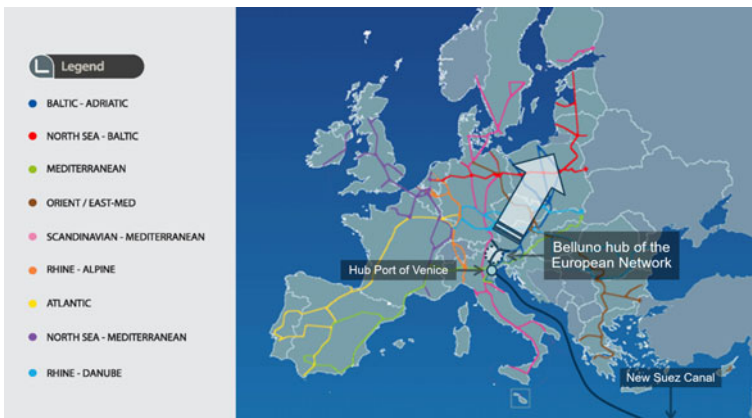 Legend
BALTIC - ADRIATIC
NORTH SEA - BALTIC
MEDITERRANEAN
ORIENT / EAST-MED
SCANDINAVIAN - MEDITERRANEAN
RHINE - ALPINE
ATLANTIC
NORTH SEA - MEDITERRANEAN
RHINE - DANUBE
Belluno hub of the
European Network
Hub Port of Venice
New Suez Canal